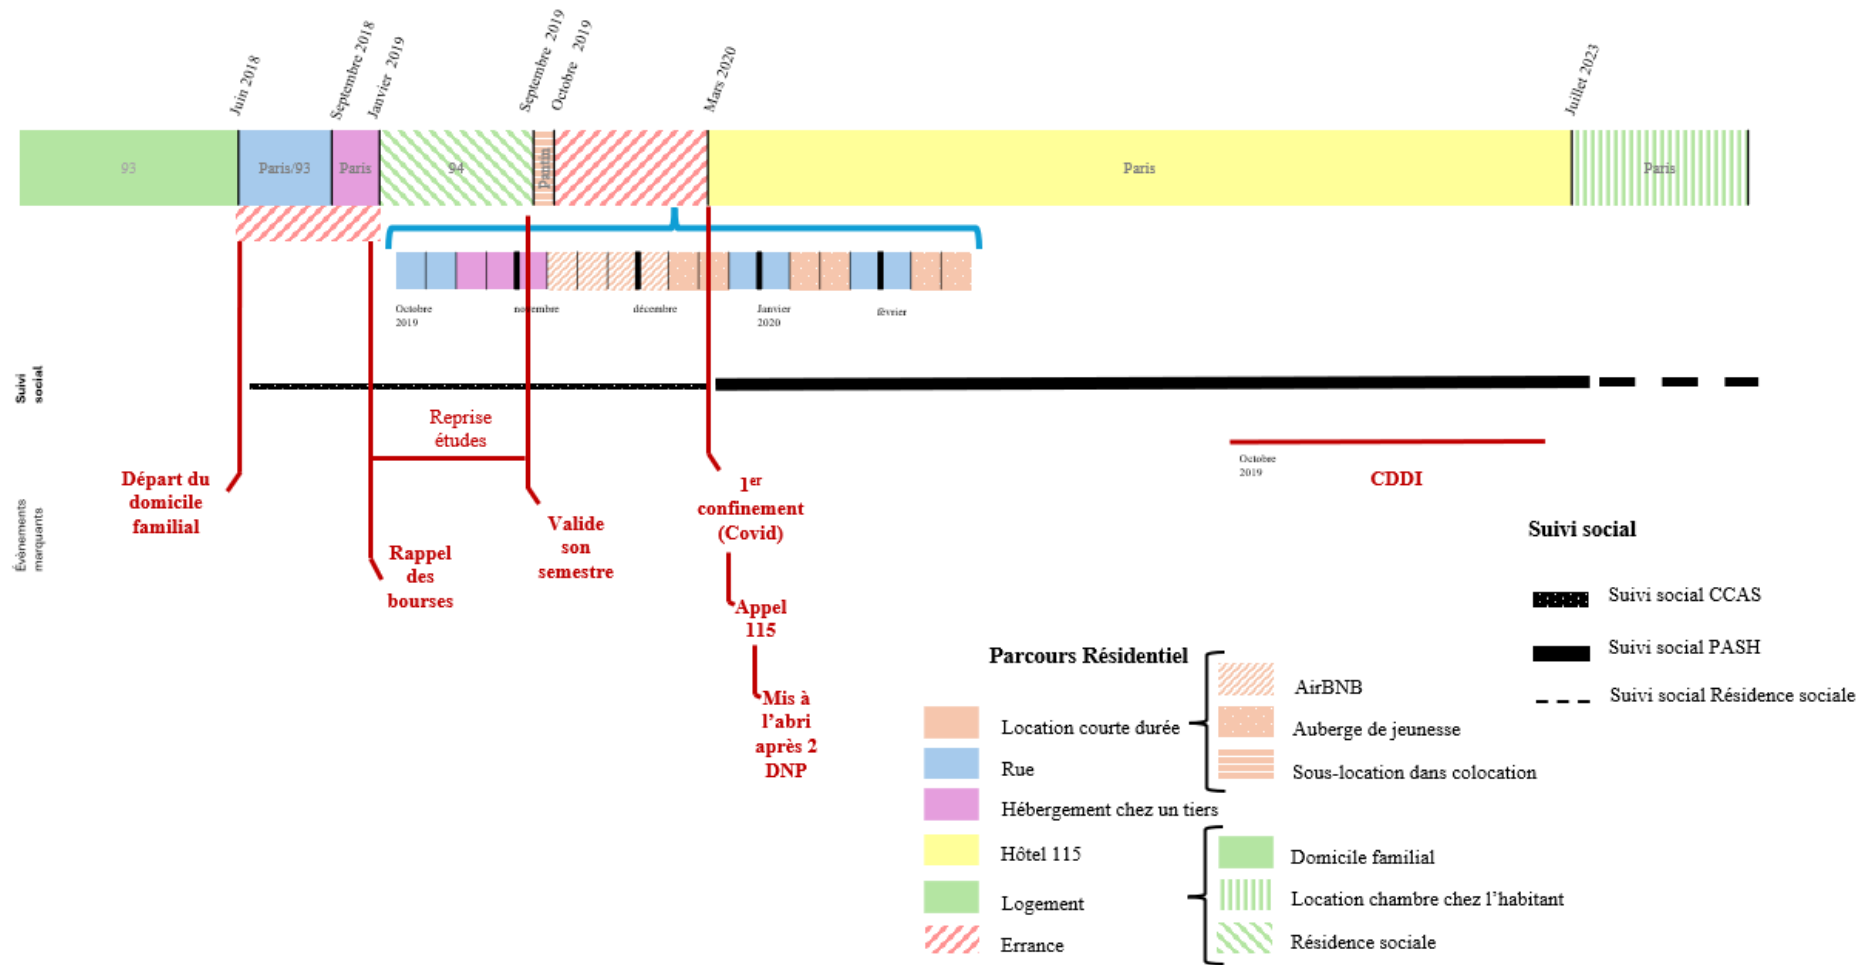 Juin 2018
Septembre 2018
Janvier 2019
Septembre 2019
Octobre 2019
Mars 2020
Juillet 2023
93
Paris/93
Paris
94
Pantin
Paris
Paris
Octobre
2019
novembre
décembre
Janvier
2020
février
Suivi
social
Reprise
études
Octobre
2019
CDDI
Évènements
marquants
Départ du
domicile
familial
Rappel
des
bourses
Valide
son
semestre
1er
confinement
(Covid)
Appel
115
Mis à
l’abri
après 2
DNP
Suivi social
Suivi social CCAS
Suivi social PASH
Suivi social Résidence sociale
Parcours Résidentiel
Location courte durée
Rue
Hébergement chez un tiers
Hôtel 115
Logement
Errance
AirBNB
Auberge de jeunesse
Sous-location dans colocation
Domicile familial
Location chambre chez l’habitant
Résidence sociale